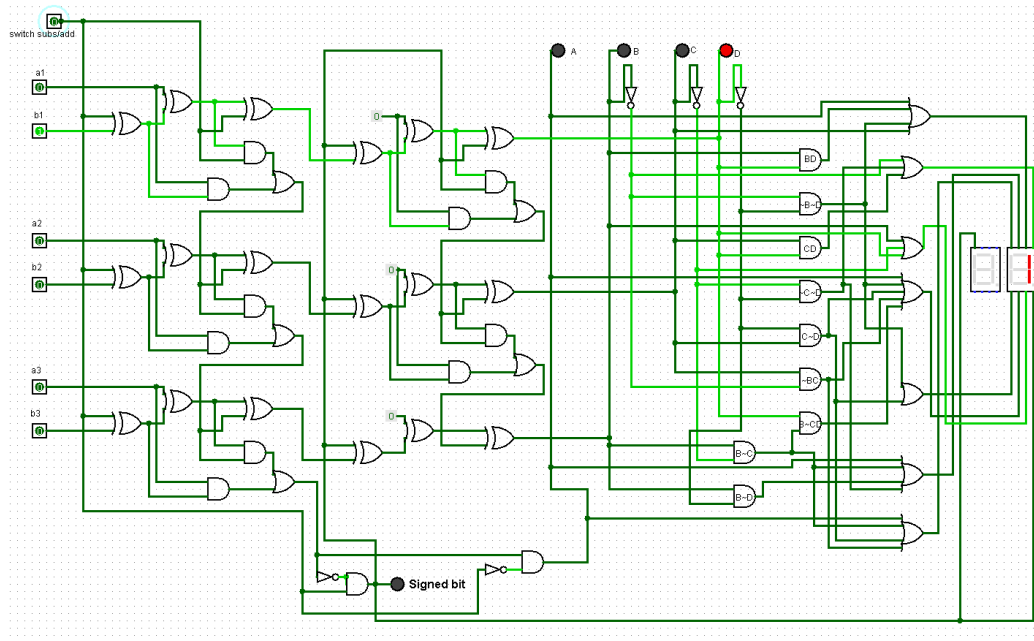 switch subs/add
a1
b1
a2
b2
a3
b3
0
0
0
A
B
C
D
BD
~B~D
CD
~C~D
C~D
~BC
B~CD
B~C
B~D
Signed bit